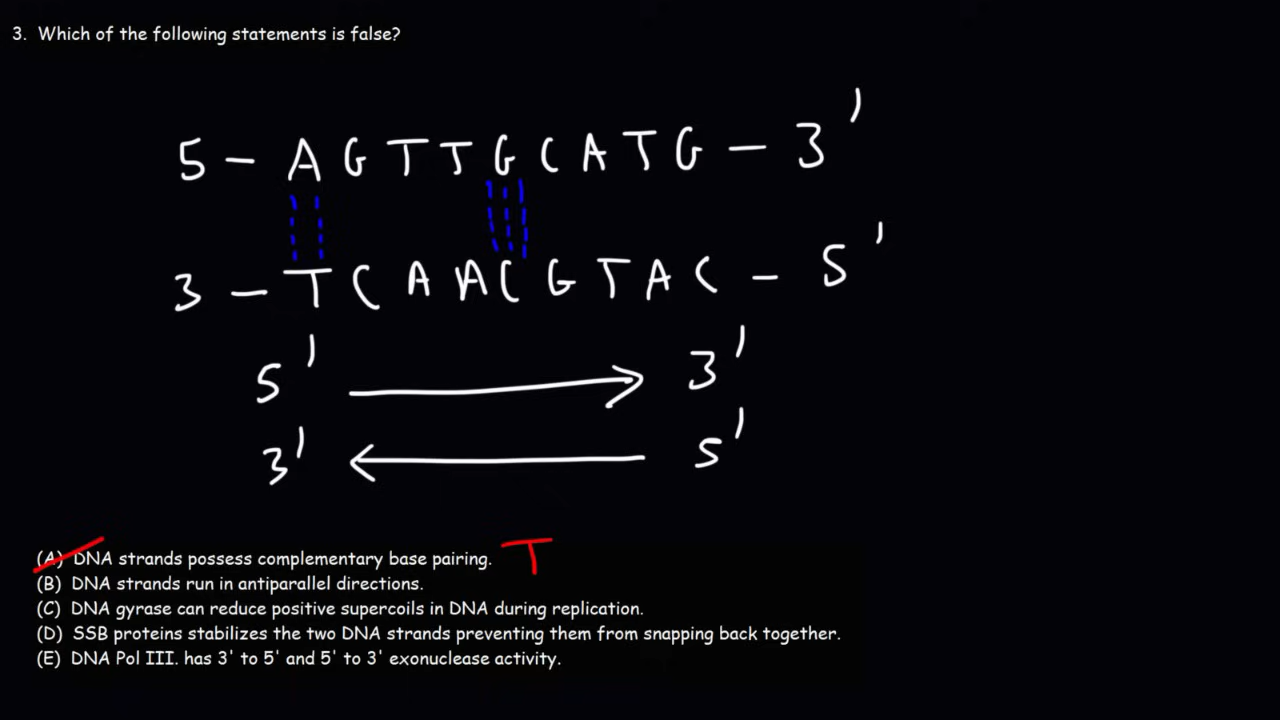 3. Which of the following statements is false?
5 - A G T T G C A T G - 3'
3 - T C A A C G T A C - 5'
5' 3'
3' 5'
(A) DNA strands possess complementary base pairing. T
(B) DNA strands run in antiparallel directions.
(C) DNA gyrase can reduce positive supercoils in DNA during replication.
(D) SSB proteins stabilizes the two DNA strands preventing them from snapping back together.
(E) DNA Pol III. has 3' to 5' and 5' to 3' exonuclease activity.